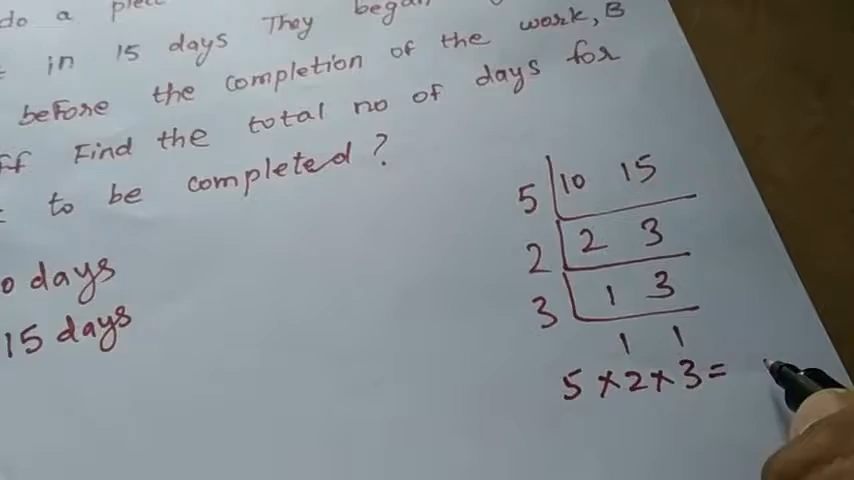 do a
in 15 days They began
before the completion of the work, B
Find the total no of days for
to be completed?
days
15 days
5 10 15
2 2 3
3 1 3
1 1
5 × 2 × 3 =